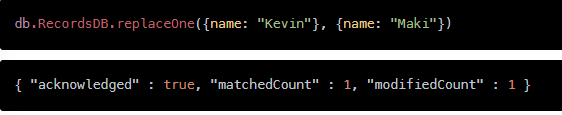 db.RecordsDB.replaceOne({name: "Kevin"}, {name: "Maki"})
{ "acknowledged" : true, "matchedCount" : 1, "modifiedCount" : 1 }